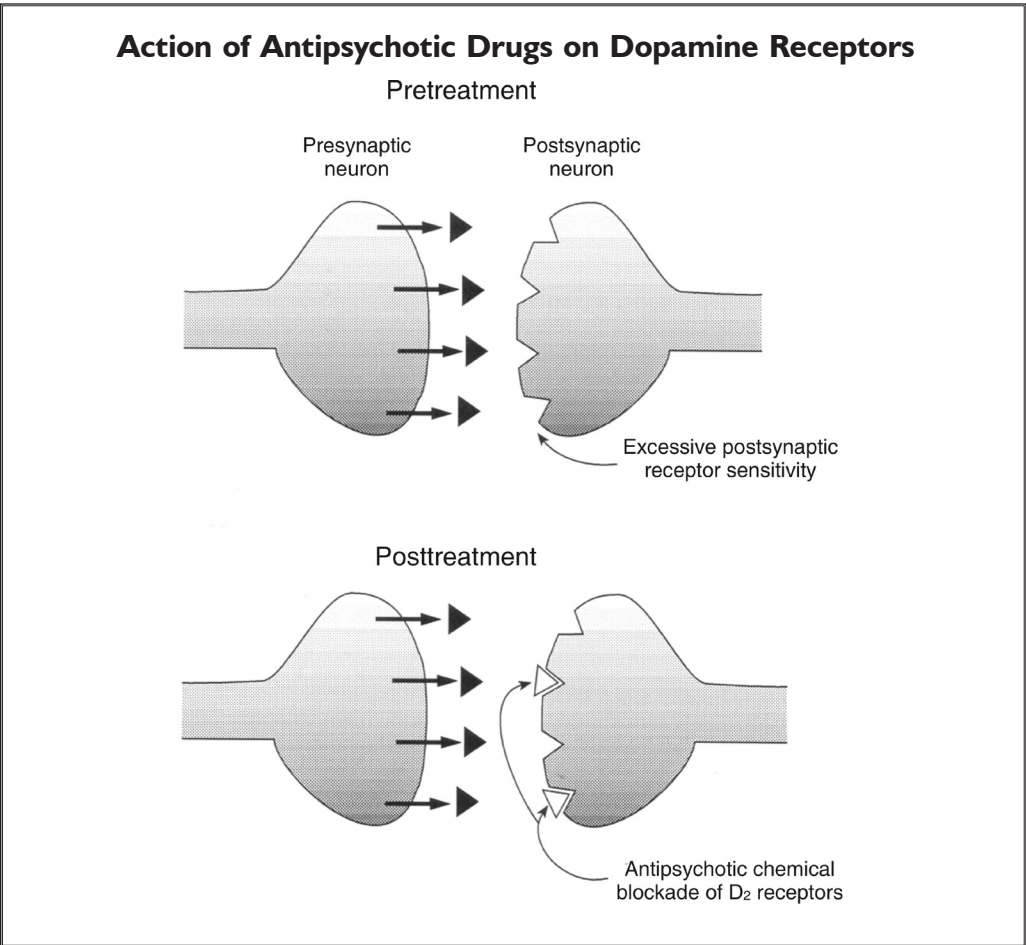 Action of Antipsychotic Drugs on Dopamine Receptors
Pretreatment
Presynaptic
neuron
Postsynaptic
neuron
Excessive postsynaptic
receptor sensitivity
Posttreatment
Antipsychotic chemical
blockade of D₂ receptors